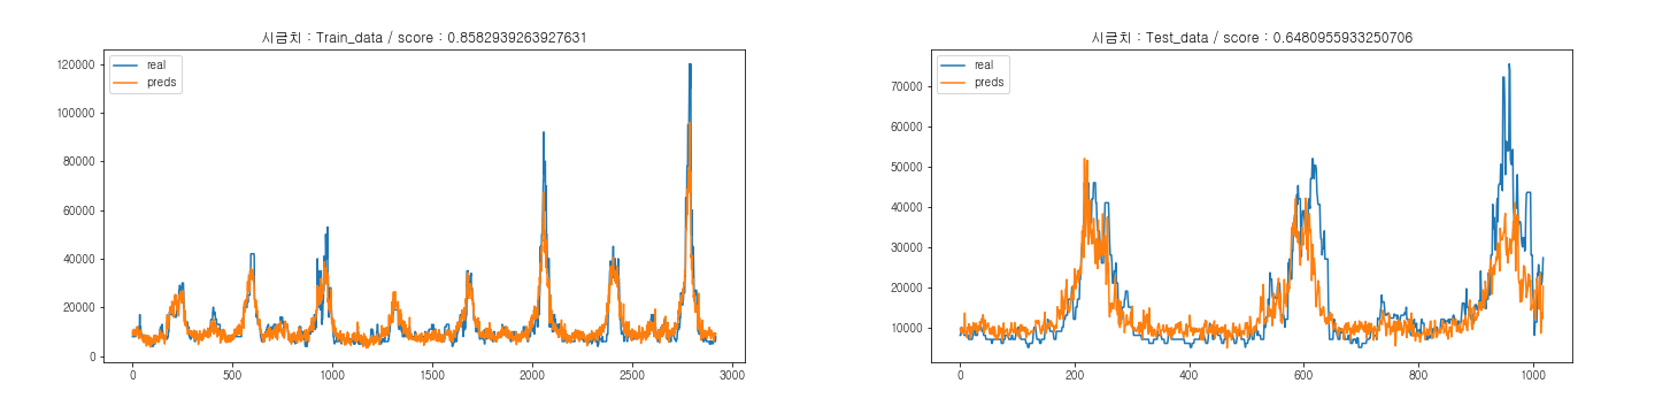 시금치 : Train_data / score : 0.8582939263927631
real
preds
120000
100000
80000
60000
40000
20000
0
0 500 1000 1500 2000 2500 3000
시금치 : Test_data / score : 0.6480955933250706
real
preds
70000
60000
50000
40000
30000
20000
10000
0 200 400 600 800 1000